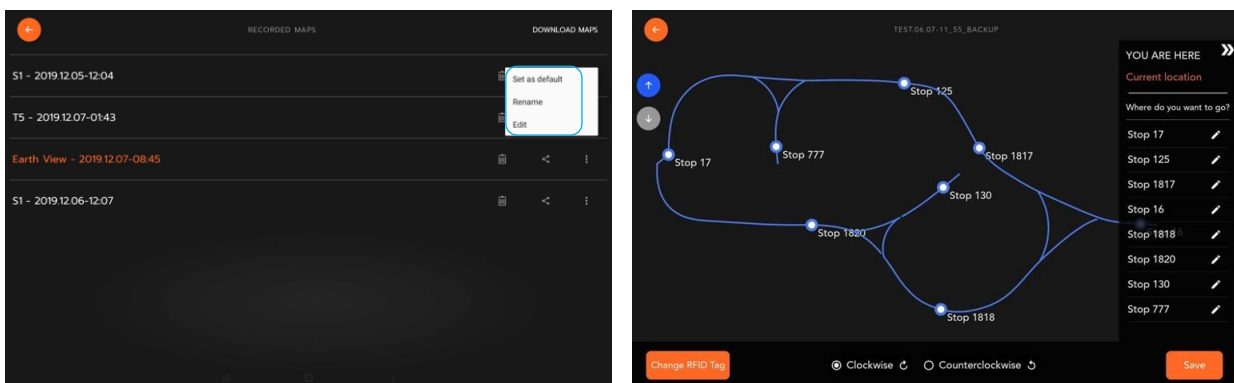 RECORDED MAPS
DOWNLOAD MAPS
S1 - 2019.12.05-12:04
Set as default
Rename
T5 - 2019.12.07-01:43
Edit
Earth View - 2019.12.07-08:45
S1 - 2019.12.06-12:07
TEST.06.07-11_55_BACKUP
YOU ARE HERE
Current location
Where do you want to go?
Stop 17
Stop 125
Stop 1817
Stop 16
Stop 1818
Stop 1820
Stop 130
Stop 777
Stop 125
Stop 17
Stop 777
Stop 1817
Stop 130
Stop 1820
Stop 1818
Change RFID Tag
Clockwise
Counterclockwise
Save